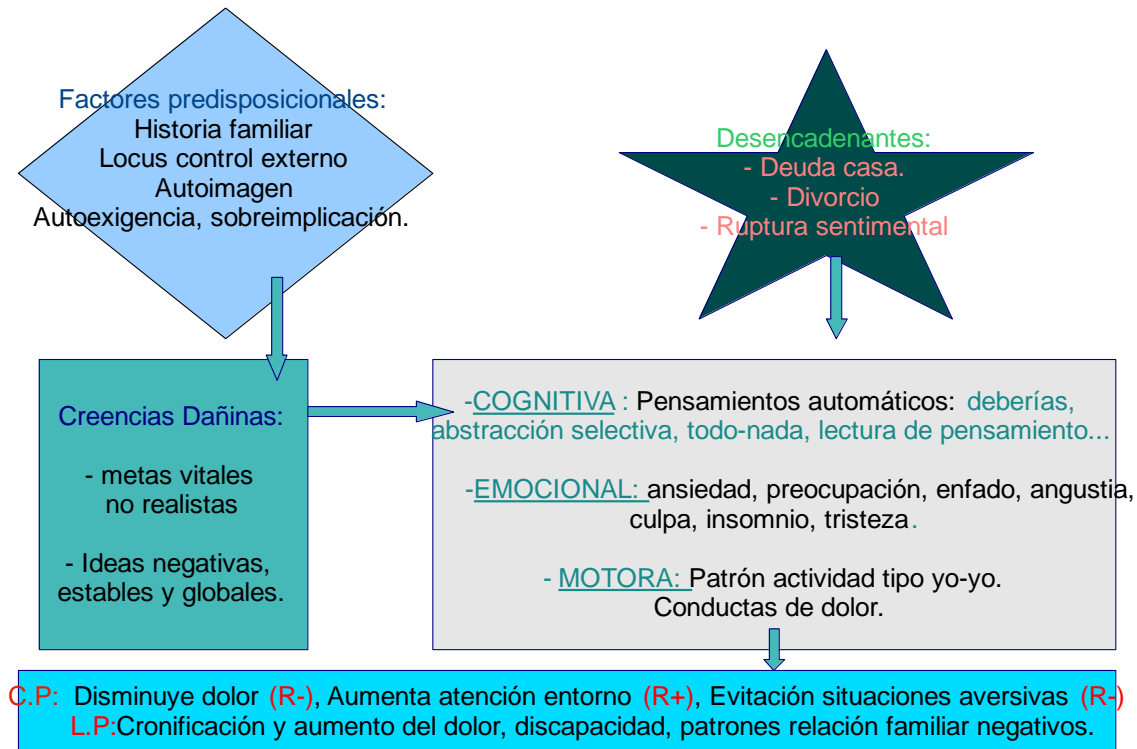 Factores predisposicionales:
Historia familiar
Locus control externo
Autoimagen
Autoexigencia, sobreimplicación.
Desencadenantes:
- Deuda casa.
- Divorcio
- Ruptura sentimental
Creencias Dañinas:
- metas vitales
no realistas
- Ideas negativas,
estables y globales.
-COGNITIVA : Pensamientos automáticos: deberías,
abstracción selectiva, todo-nada, lectura de pensamiento...
-EMOCIONAL: ansiedad, preocupación, enfado, angustia,
culpa, insomnio, tristeza.
- MOTORA: Patrón actividad tipo yo-yo.
Conductas de dolor.
C.P: Disminuye dolor (R-), Aumenta atención entorno (R+), Evitación situaciones aversivas (R-)
L.P:Cronificación y aumento del dolor, discapacidad, patrones relación familiar negativos.